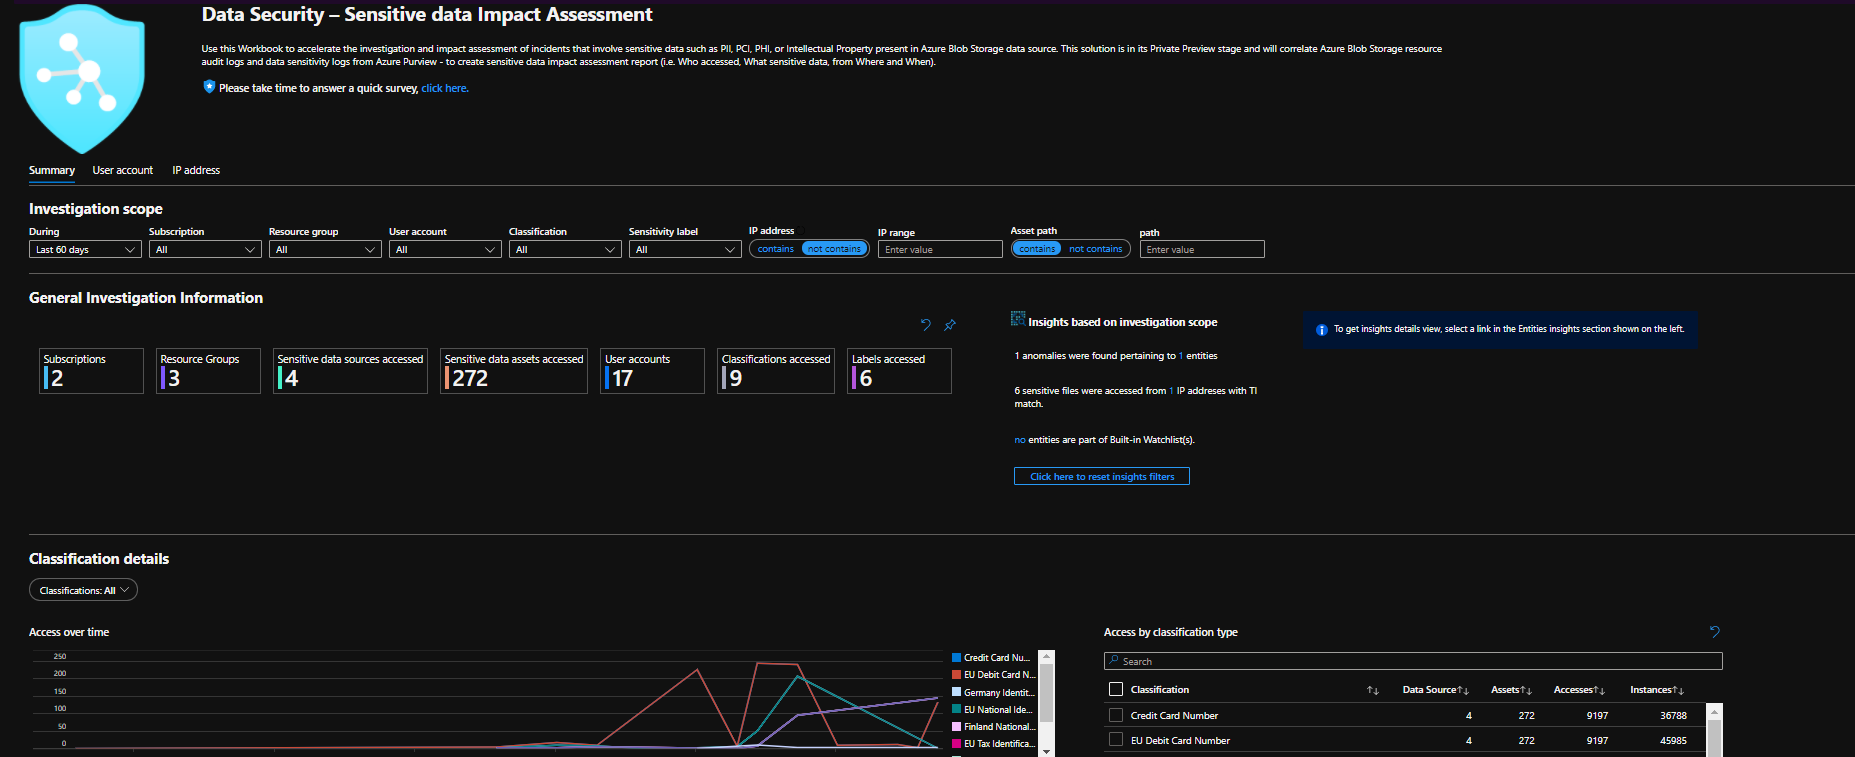 Data Security – Sensitive data Impact Assessment
Use this Workbook to accelerate the investigation and impact assessment of incidents that involve sensitive data such as PII, PCI, PHI, or Intellectual Property present in Azure Blob Storage data source. This solution is in its Private Preview stage and will correlate Azure Blob Storage resource
audit logs and data sensitivity logs from Azure Purview - to create sensitive data impact assessment report (i.e. Who accessed, What sensitive data, from Where and When).
Please take time to answer a quick survey, click here.
Summary User account IP address
Investigation scope
During Subscription Resource group User account Classification Sensitivity label IP address IP range Asset path path
Last 60 days All All All All All contains not contains Enter value contains not contains Enter value
General Investigation Information
Subscriptions Resource Groups Sensitive data sources accessed Sensitive data assets accessed User accounts Classifications accessed Labels accessed
2 3 4 272 17 9 6
Insights based on investigation scope
1 anomalies were found pertaining to 1 entities
6 sensitive files were accessed from 1 IP addreses with TI
match.
no entities are part of Built-in Watchlist(s).
Click here to reset insights filters
To get insights details view, select a link in the Entities insights section shown on the left.
Classification details
Classifications: All
Access over time
250
200
150
100
50
0
Credit Card Nu...
EU Debit Card N...
Germany Identit...
EU National Ide...
Finland National...
EU Tax Identifica...
Access by classification type
Search
Classification Data Source Assets Accesses Instances
Credit Card Number 4 272 9197 36788
EU Debit Card Number 4 272 9197 45985